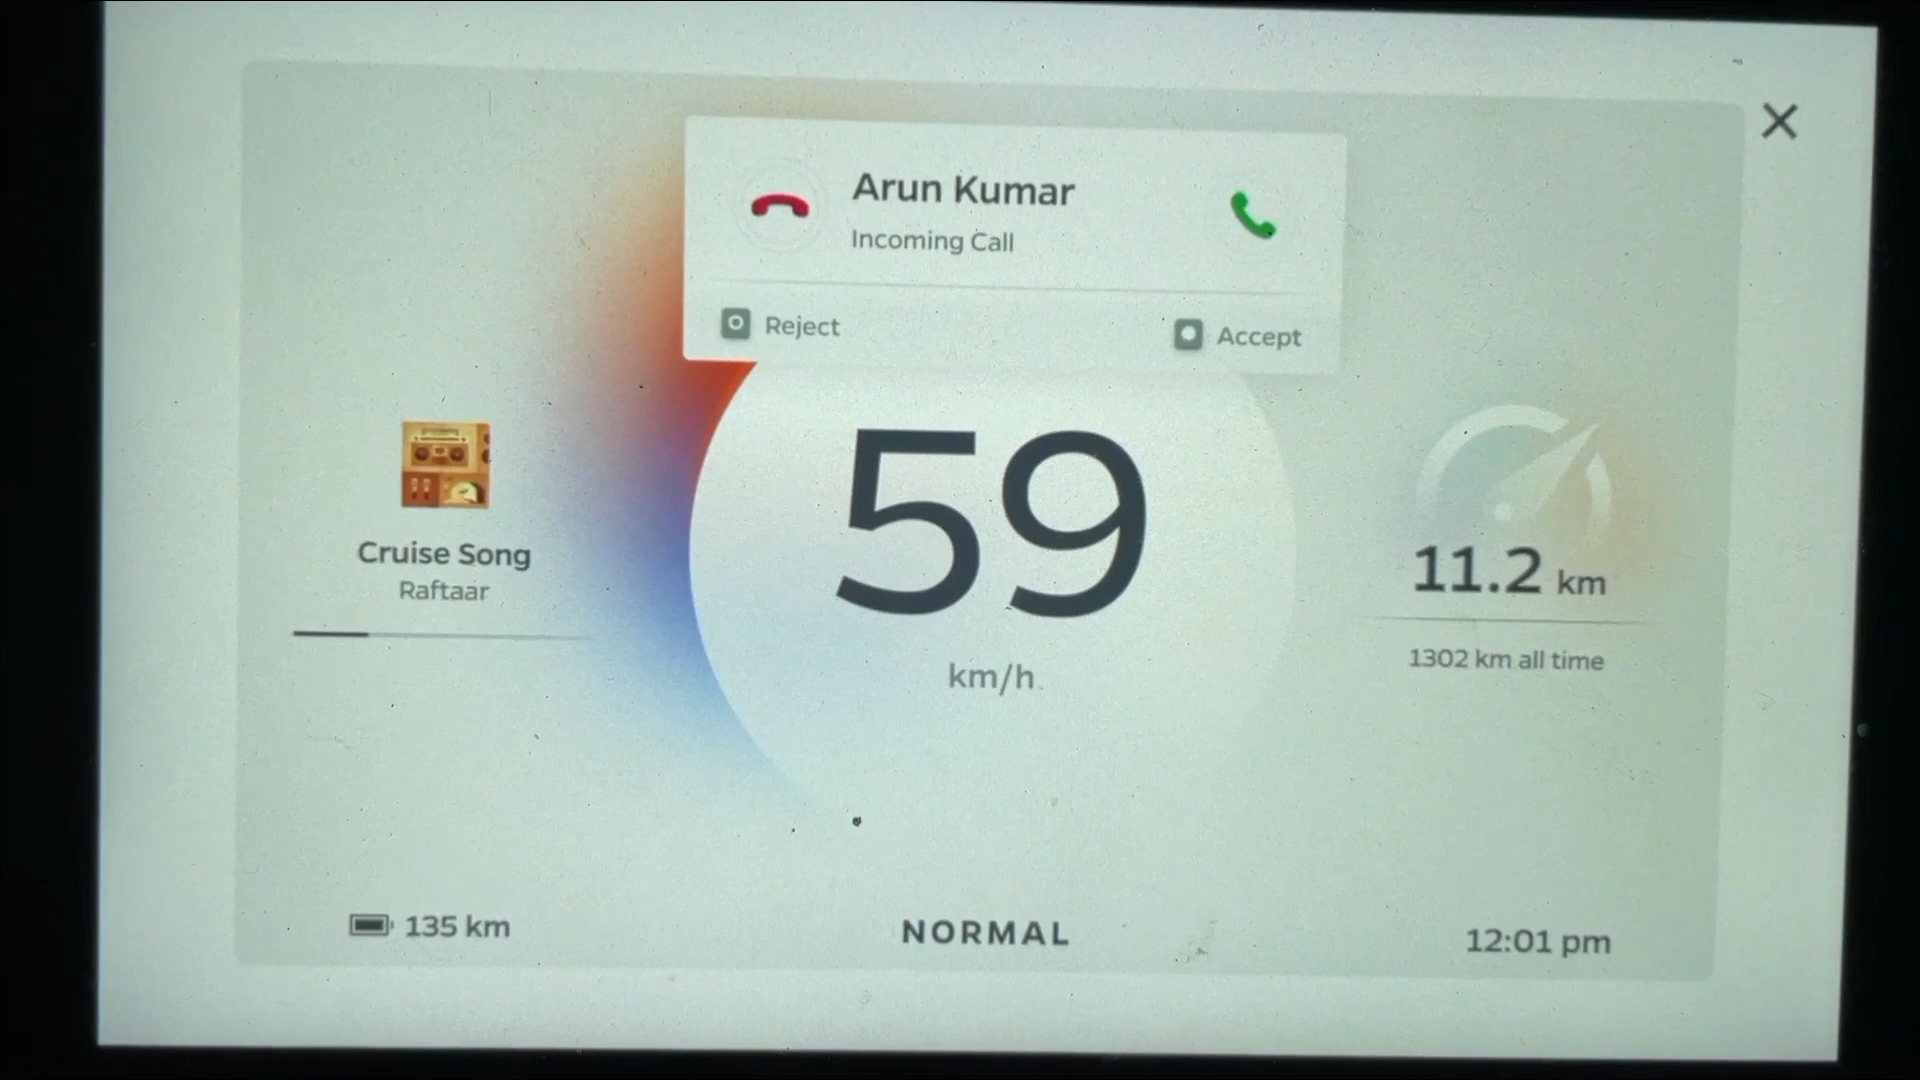 Arun Kumar
Incoming Call
Reject
Accept
59
km/h
Cruise Song
Raftaar
11.2 km
1302 km all time
135 km
NORMAL
12:01 pm